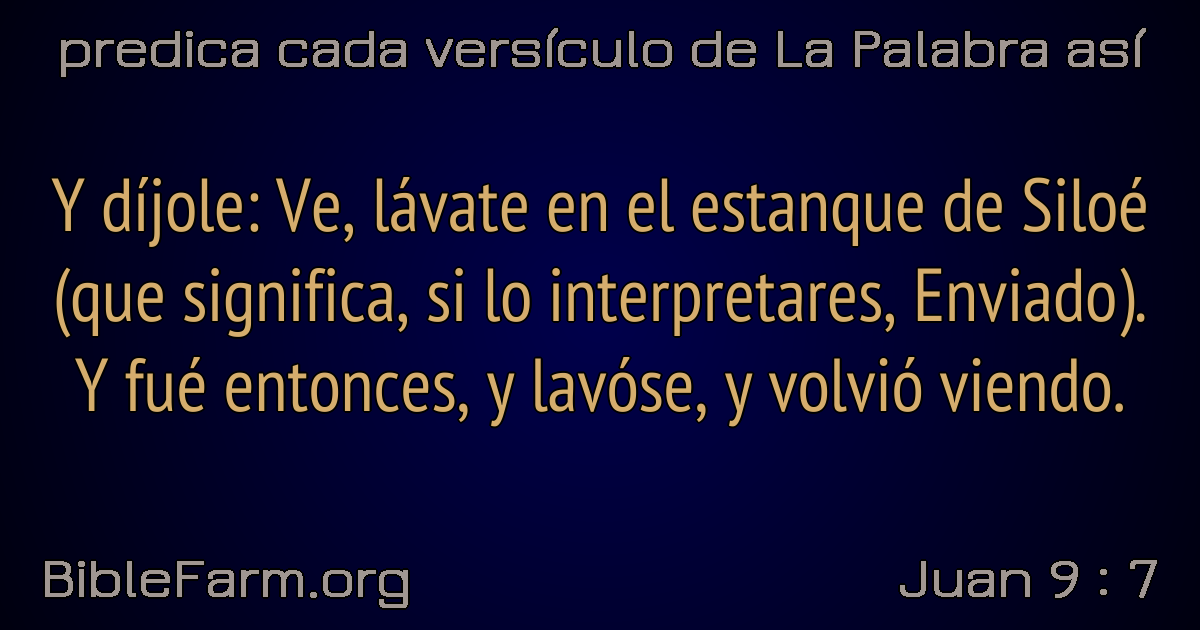 predica cada versículo de La Palabra así
Y díjole: Ve, lávate en el estanque de Siloé
(que significa, si lo interpretares, Enviado).
Y fué entonces, y lavóse, y volvió viendo.
BibleFarm.org
Juan 9 : 7